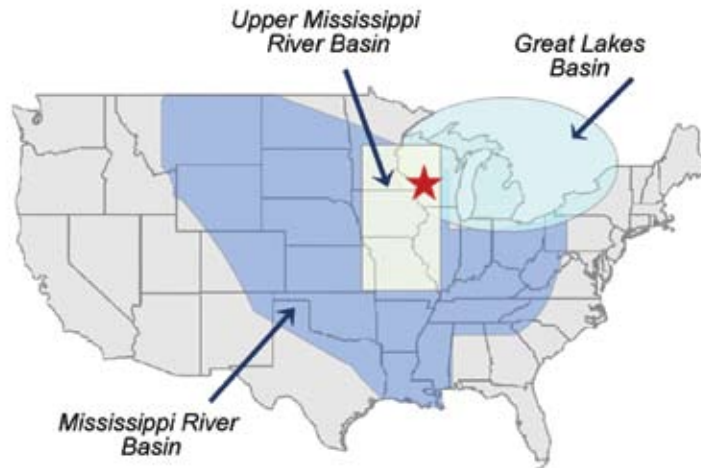 Upper Mississippi
River Basin
Great Lakes
Basin
Mississippi River
Basin